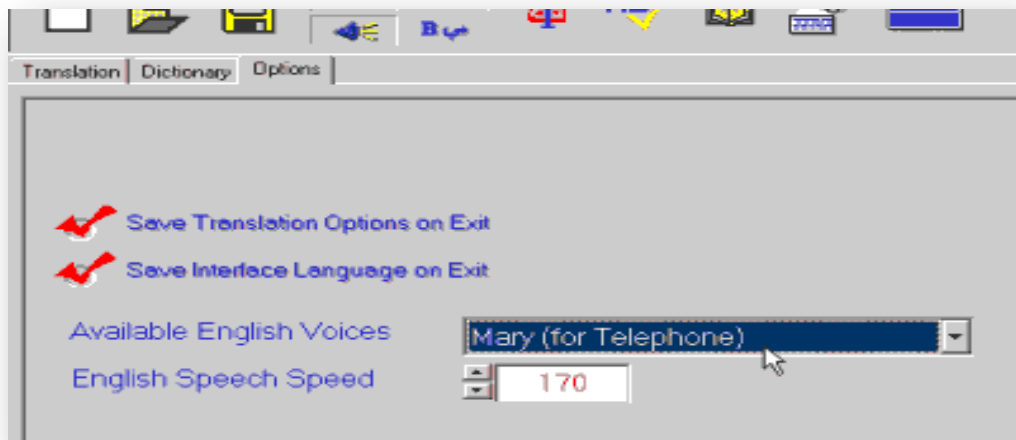 B ي
Translation Dictionary Options
Save Translation Options on Exit
Save Interface Language on Exit
Available English Voices Mary (for Telephone)
English Speech Speed 170